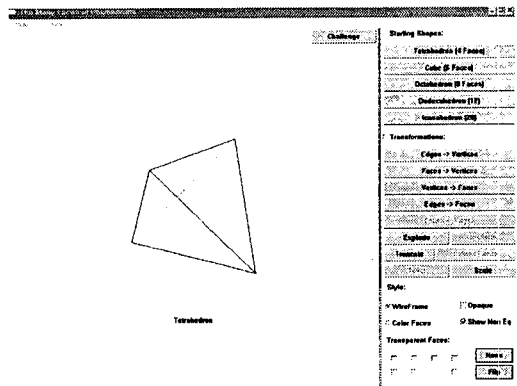 Challenge
Starting Shapes:
Tetrahedron [4 Faces]
Cube [6 Faces]
Octahedron [8 Faces]
Dodecahedron [12]
Icosahedron [20]
Transformations:
Edges -> Vertices
Faces -> Vertices
Vertices -> Faces
Edges -> Faces
Explode
Truncate
Scale
Style:
WireFrame Opaque
Color Faces Show Non Eq
Transparent Faces:
None
Flip
Tetrahedron